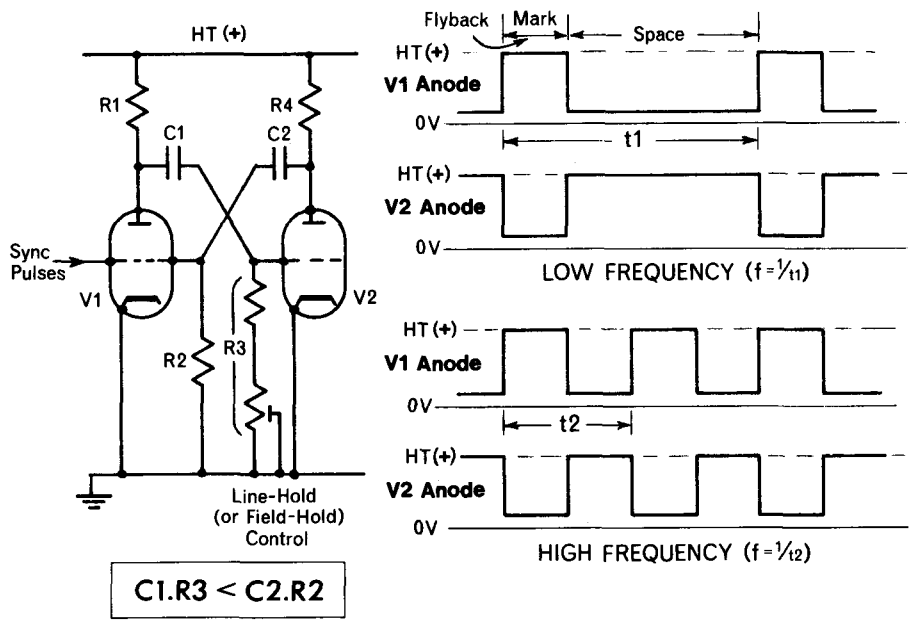 HT (+)
R1
R4
C1
C2
Sync
Pulses
V1
V2
R2
R3
Line-Hold
(or Field-Hold)
Control
C1.R3 < C2.R2
Flyback
Mark
Space
HT (+)
V1 Anode
0V
t1
HT (+)
V2 Anode
0V
LOW FREQUENCY (f=1/t1)
HT (+)
V1 Anode
0V
t2
HT (+)
V2 Anode
0V
HIGH FREQUENCY (f=1/t2)